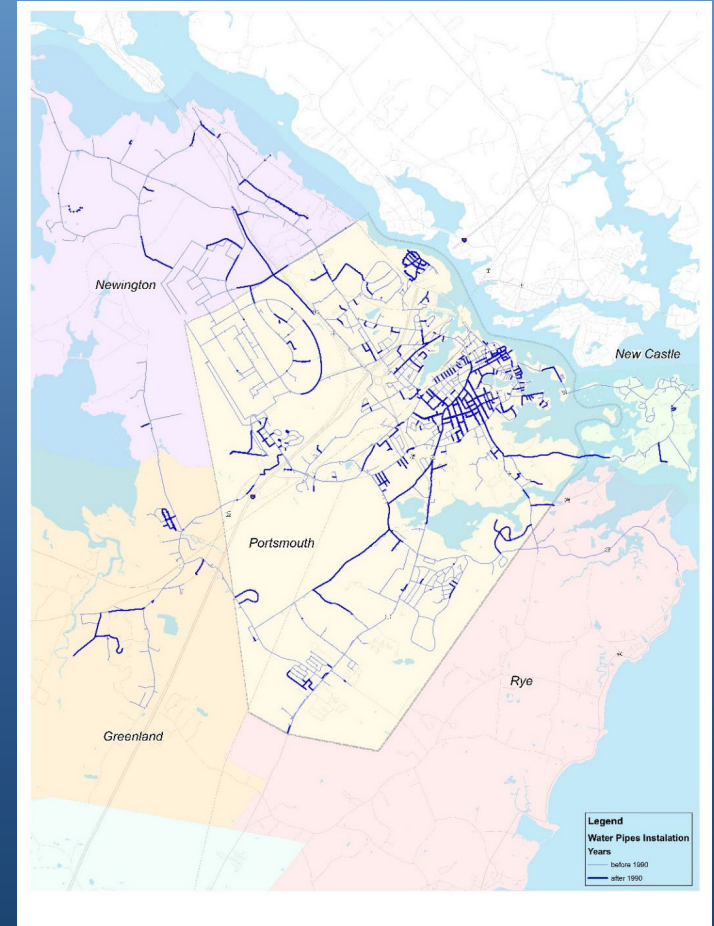 Newington
New Castle
Portsmouth
Rye
Greenland
Legend
Water Pipes Instalation
Years
before 1990
after 1990